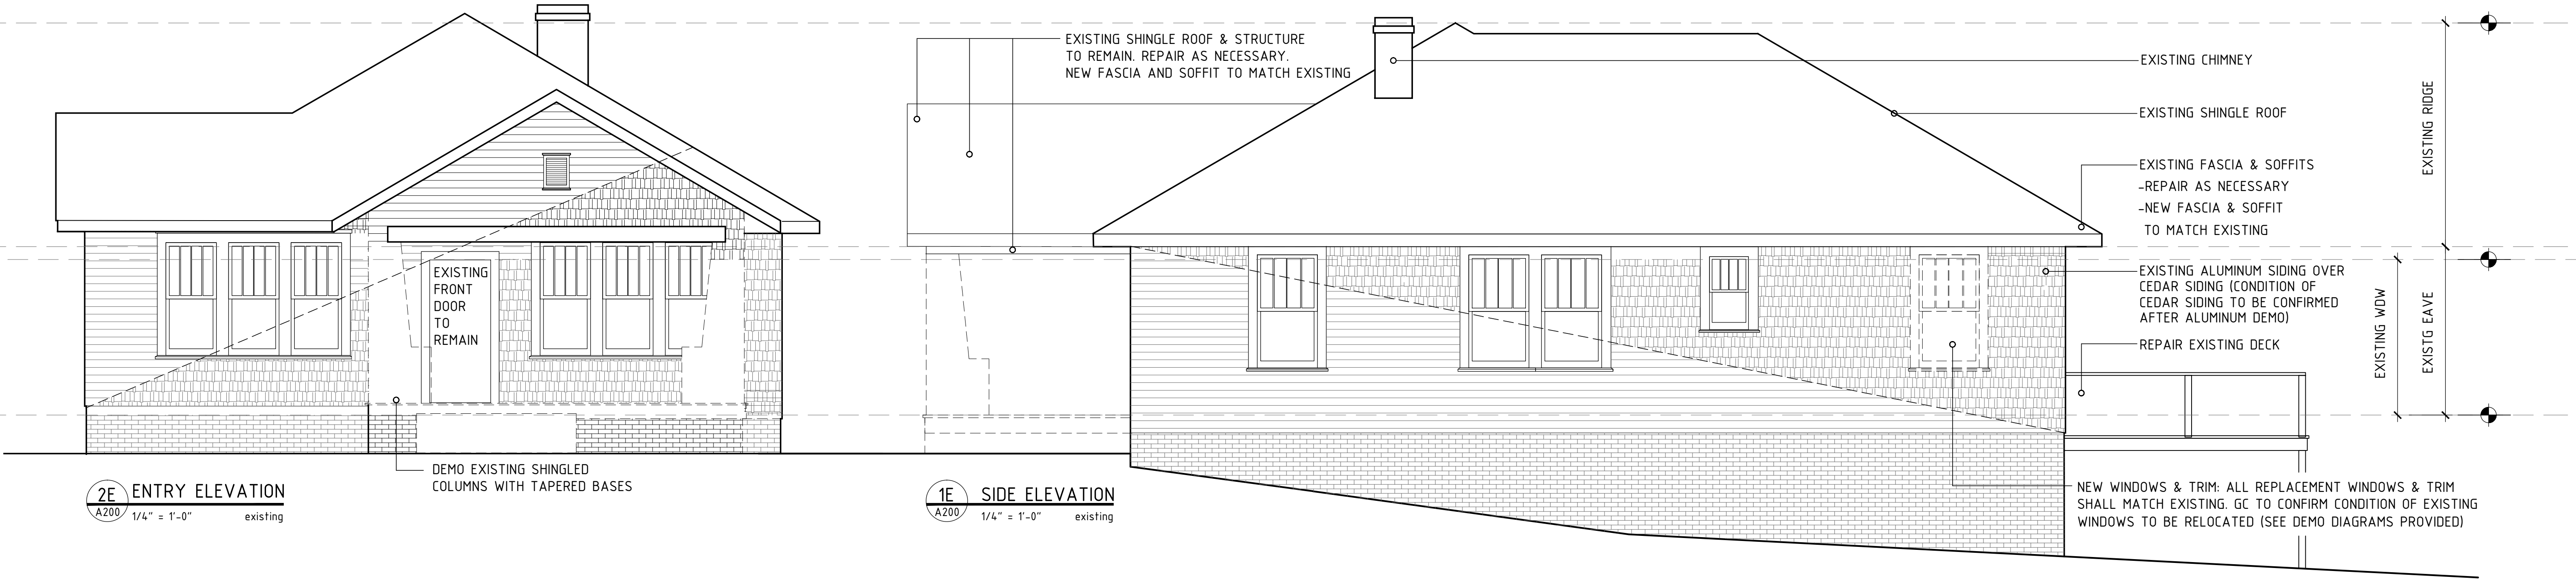 EXISTING SHINGLE ROOF & STRUCTURE
TO REMAIN. REPAIR AS NECESSARY.
NEW FASCIA AND SOFFIT TO MATCH EXISTING
EXISTING
FRONT
DOOR
TO
REMAIN
DEMO EXISTING SHINGLED
COLUMNS WITH TAPERED BASES
2E
A200
ENTRY ELEVATION
1/4" = 1'-0" existing
1E
A200
SIDE ELEVATION
1/4" = 1'-0" existing
EXISTING CHIMNEY
EXISTING SHINGLE ROOF
EXISTING FASCIA & SOFFITS
-REPAIR AS NECESSARY
-NEW FASCIA & SOFFIT
TO MATCH EXISTING
EXISTING ALUMINUM SIDING OVER
CEDAR SIDING (CONDITION OF
CEDAR SIDING TO BE CONFIRMED
AFTER ALUMINUM DEMO)
REPAIR EXISTING DECK
NEW WINDOWS & TRIM: ALL REPLACEMENT WINDOWS & TRIM
SHALL MATCH EXISTING. GC TO CONFIRM CONDITION OF EXISTING
WINDOWS TO BE RELOCATED (SEE DEMO DIAGRAMS PROVIDED)
EXISTING WDW
EXISTG EAVE
EXISTING RIDGE